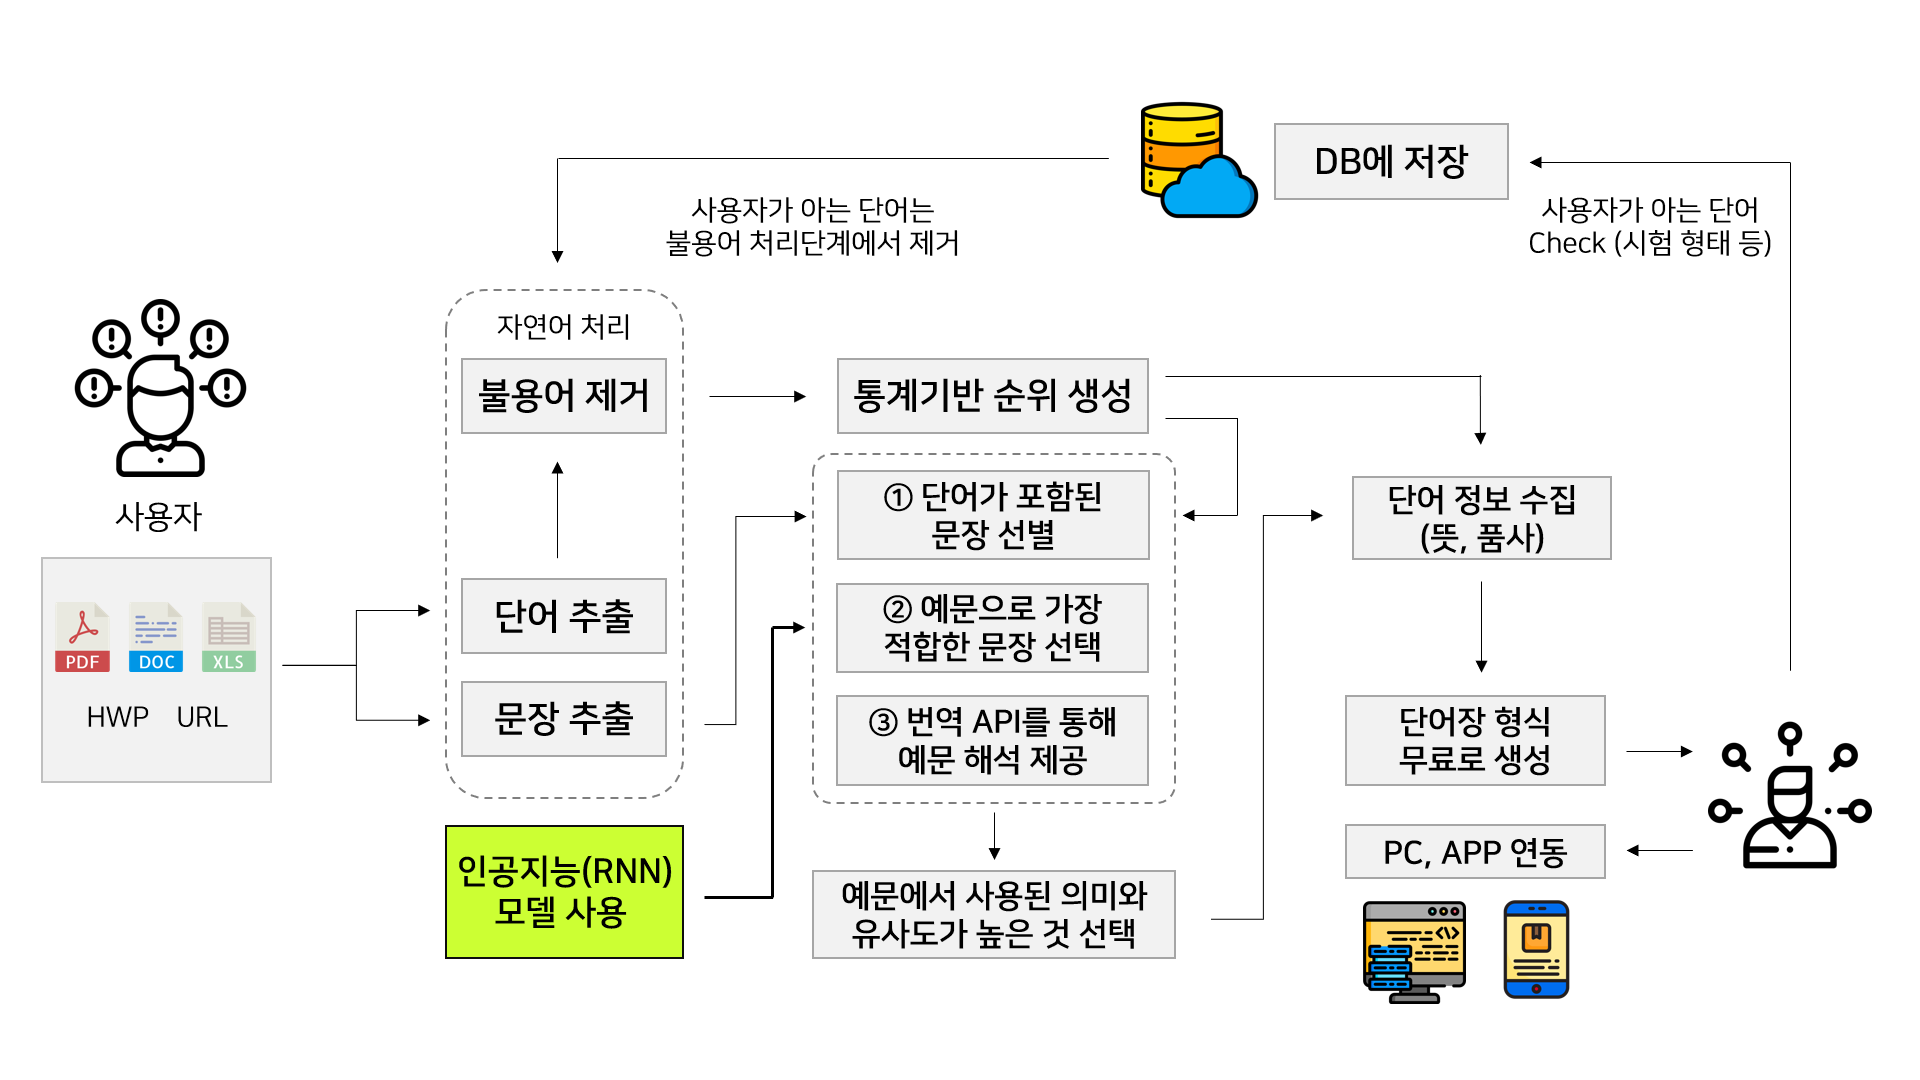 DB에 저장
사용자가 아는 단어는
불용어 처리단계에서 제거
사용자가 아는 단어
Check (시험 형태 등)
사용자
PDF
DOC
XLS
HWP URL
자연어 처리
불용어 제거
단어 추출
문장 추출
인공지능(RNN)
모델 사용
통계기반 순위 생성
① 단어가 포함된
문장 선별
② 예문으로 가장
적합한 문장 선택
③ 번역 API를 통해
예문 해석 제공
예문에서 사용된 의미와
유사도가 높은 것 선택
단어 정보 수집
(뜻, 품사)
단어장 형식
무료로 생성
PC, APP 연동